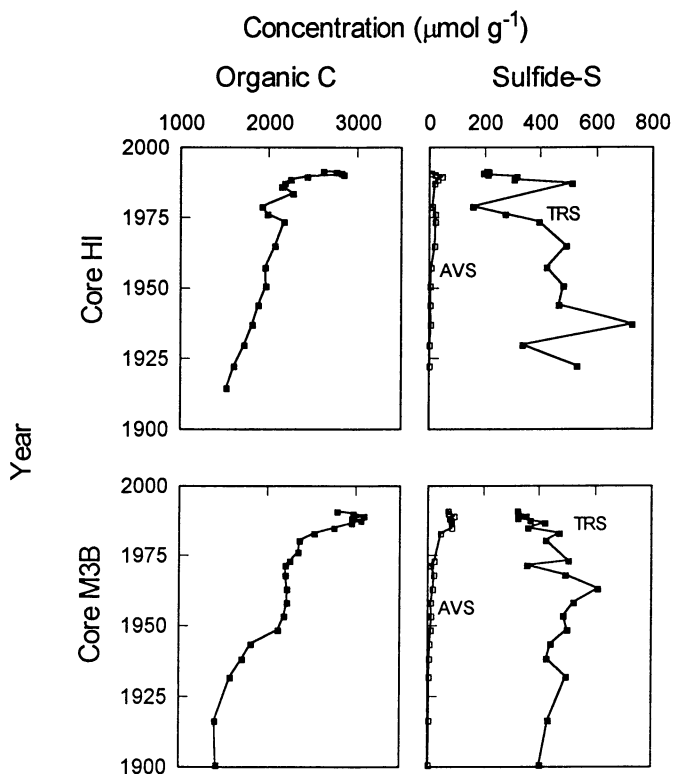 Concentration (μmol g⁻¹)
Organic C Sulfide-S
1000 2000 3000 0 200 400 600 800
2000
1975
1950
1925
1900
Core HI
TRS
AVS
Year
2000
1975
1950
1925
1900
Core M3B
TRS
AVS